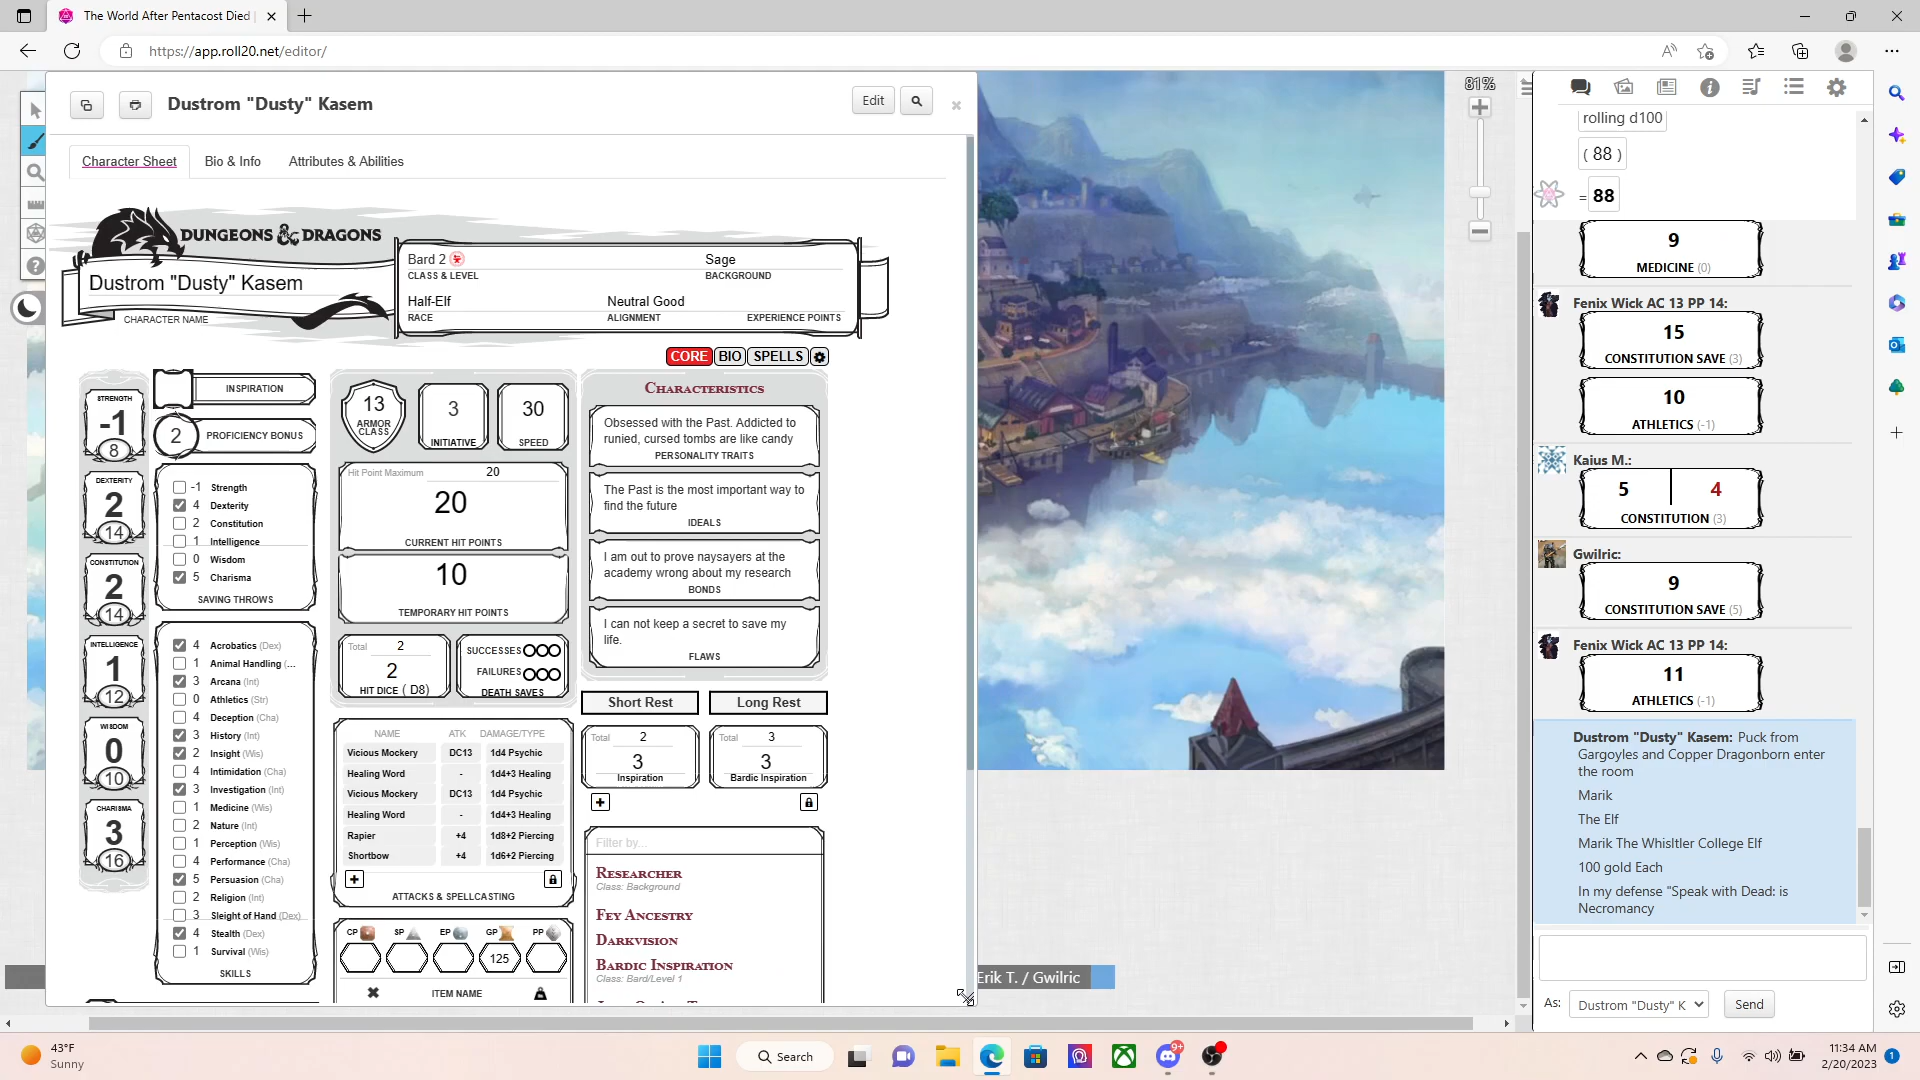 The World After Pentacost Died
https://app.roll20.net/editor/
Dustrom "Dusty" Kasem
Edit
Character Sheet
Bio & Info
Attributes & Abilities
DUNGEONS & DRAGONS
Dustrom "Dusty" Kasem
CHARACTER NAME
Bard 2
CLASS & LEVEL
Sage
BACKGROUND
Half-Elf
RACE
Neutral Good
ALIGNMENT
EXPERIENCE POINTS
CORE BIO SPELLS
STRENGTH
-1
8
DEXTERITY
2
14
CONSTITUTION
2
14
INTELLIGENCE
1
12
WISDOM
0
10
CHARISMA
3
16
INSPIRATION
2 PROFICIENCY BONUS
-1 Strength
4 Dexterity
2 Constitution
1 Intelligence
0 Wisdom
5 Charisma
SAVING THROWS
4 Acrobatics (Dex)
1 Animal Handling (...
3 Arcana (Int)
0 Athletics (Str)
4 Deception (Cha)
3 History (Int)
2 Insight (Wis)
4 Intimidation (Cha)
3 Investigation (Int)
1 Medicine (Wis)
2 Nature (Int)
1 Perception (Wis)
4 Performance (Cha)
5 Persuasion (Cha)
2 Religion (Int)
3 Sleight of Hand (Dex)
4 Stealth (Dex)
1 Survival (Wis)
SKILLS
13
ARMOR
CLASS
3
INITIATIVE
30
SPEED
Hit Point Maximum 20
20
CURRENT HIT POINTS
10
TEMPORARY HIT POINTS
Total 2
2
HIT DICE ( D8)
SUCCESSES
FAILURES
DEATH SAVES
NAME ATK DAMAGE/TYPE
Vicious Mockery DC13 1d4 Psychic
Healing Word - 1d4+3 Healing
Vicious Mockery DC13 1d4 Psychic
Healing Word - 1d4+3 Healing
Rapier +4 1d8+2 Piercing
Shortbow +4 1d6+2 Piercing
ATTACKS & SPELLCASTING
CP SP EP GP PP
125
ITEM NAME
CHARACTERISTICS
Obsessed with the Past. Addicted to
runied, cursed tombs are like candy
PERSONALITY TRAITS
The Past is the most important way to
find the future
IDEALS
I am out to prove naysayers at the
academy wrong about my research
BONDS
I can not keep a secret to save my
life.
FLAWS
Short Rest
Long Rest
Total 2
3
Inspiration
Total 3
3
Bardic Inspiration
Filter by...
RESEARCHER
Class: Background
FEY ANCESTRY
DARKVISION
BARDIC INSPIRATION
Class: Bard/Level 1
81%
Erik T. / Gwilric
rolling d100
( 88 )
= 88
9
MEDICINE (0)
Fenix Wick AC 13 PP 14:
15
CONSTITUTION SAVE (3)
10
ATHLETICS (-1)
Kaius M.:
5 4
CONSTITUTION (3)
Gwilric:
9
CONSTITUTION SAVE (5)
Fenix Wick AC 13 PP 14:
11
ATHLETICS (-1)
Dustrom "Dusty" Kasem: Puck from
Gargoyles and Copper Dragonborn enter
the room
Marik
The Elf
Marik The Whisltler College Elf
100 gold Each
In my defense "Speak with Dead: is
Necromancy
As: Dustrom "Dusty" K
Send
43°F
Sunny
Search
9+
11:34 AM
2/20/2023
1